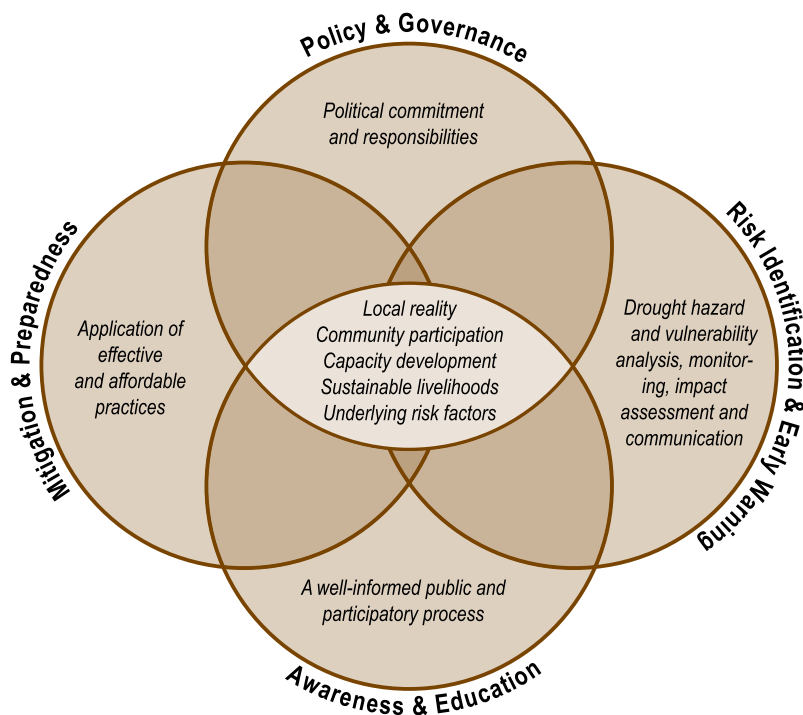 Policy & Governance
Political commitment
and responsibilities
Mitigation & Preparedness
Application of
effective
and affordable
practices
Local reality
Community participation
Capacity development
Sustainable livelihoods
Underlying risk factors
Risk Identification & Early Warning
Drought hazard
and vulnerability
analysis, monitor-
ing, impact
assessment and
communication
A well-informed public and
participatory process
Awareness & Education